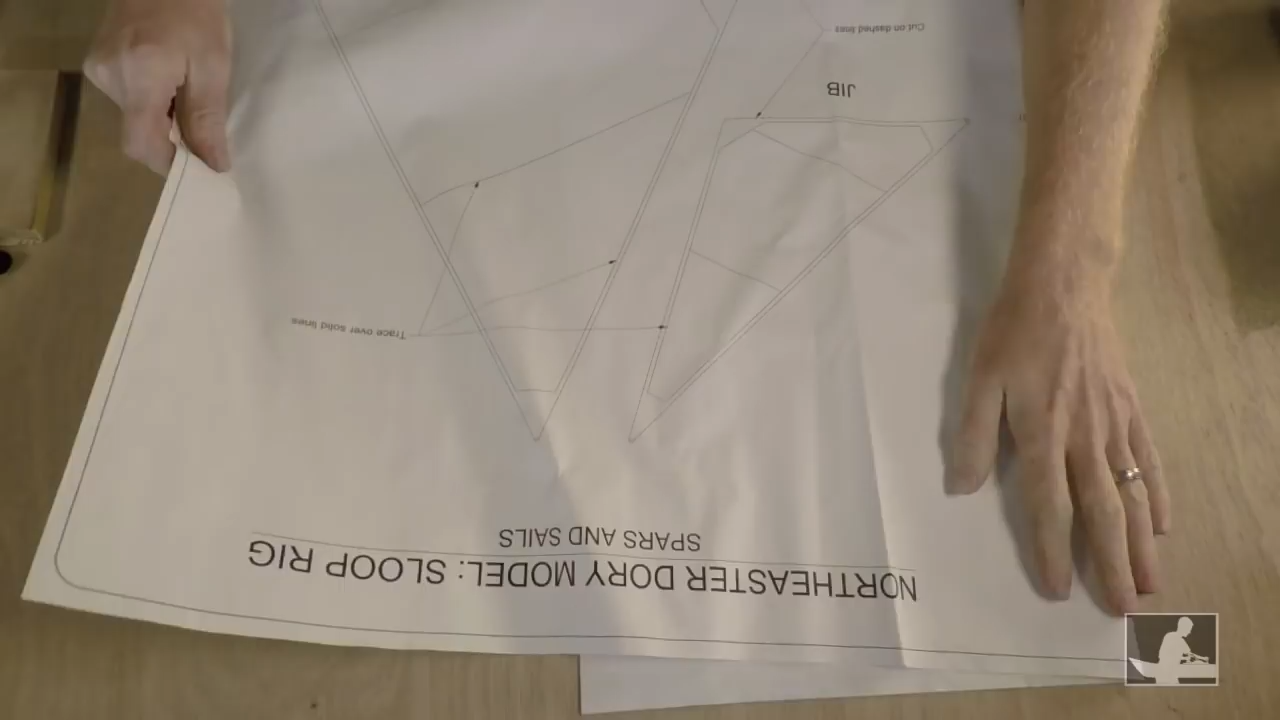 NORTHEASTER DORY MODEL: SLOOP RIG
SPARS AND SAILS
Trace over solid lines
JIB
Cut on dashed lines